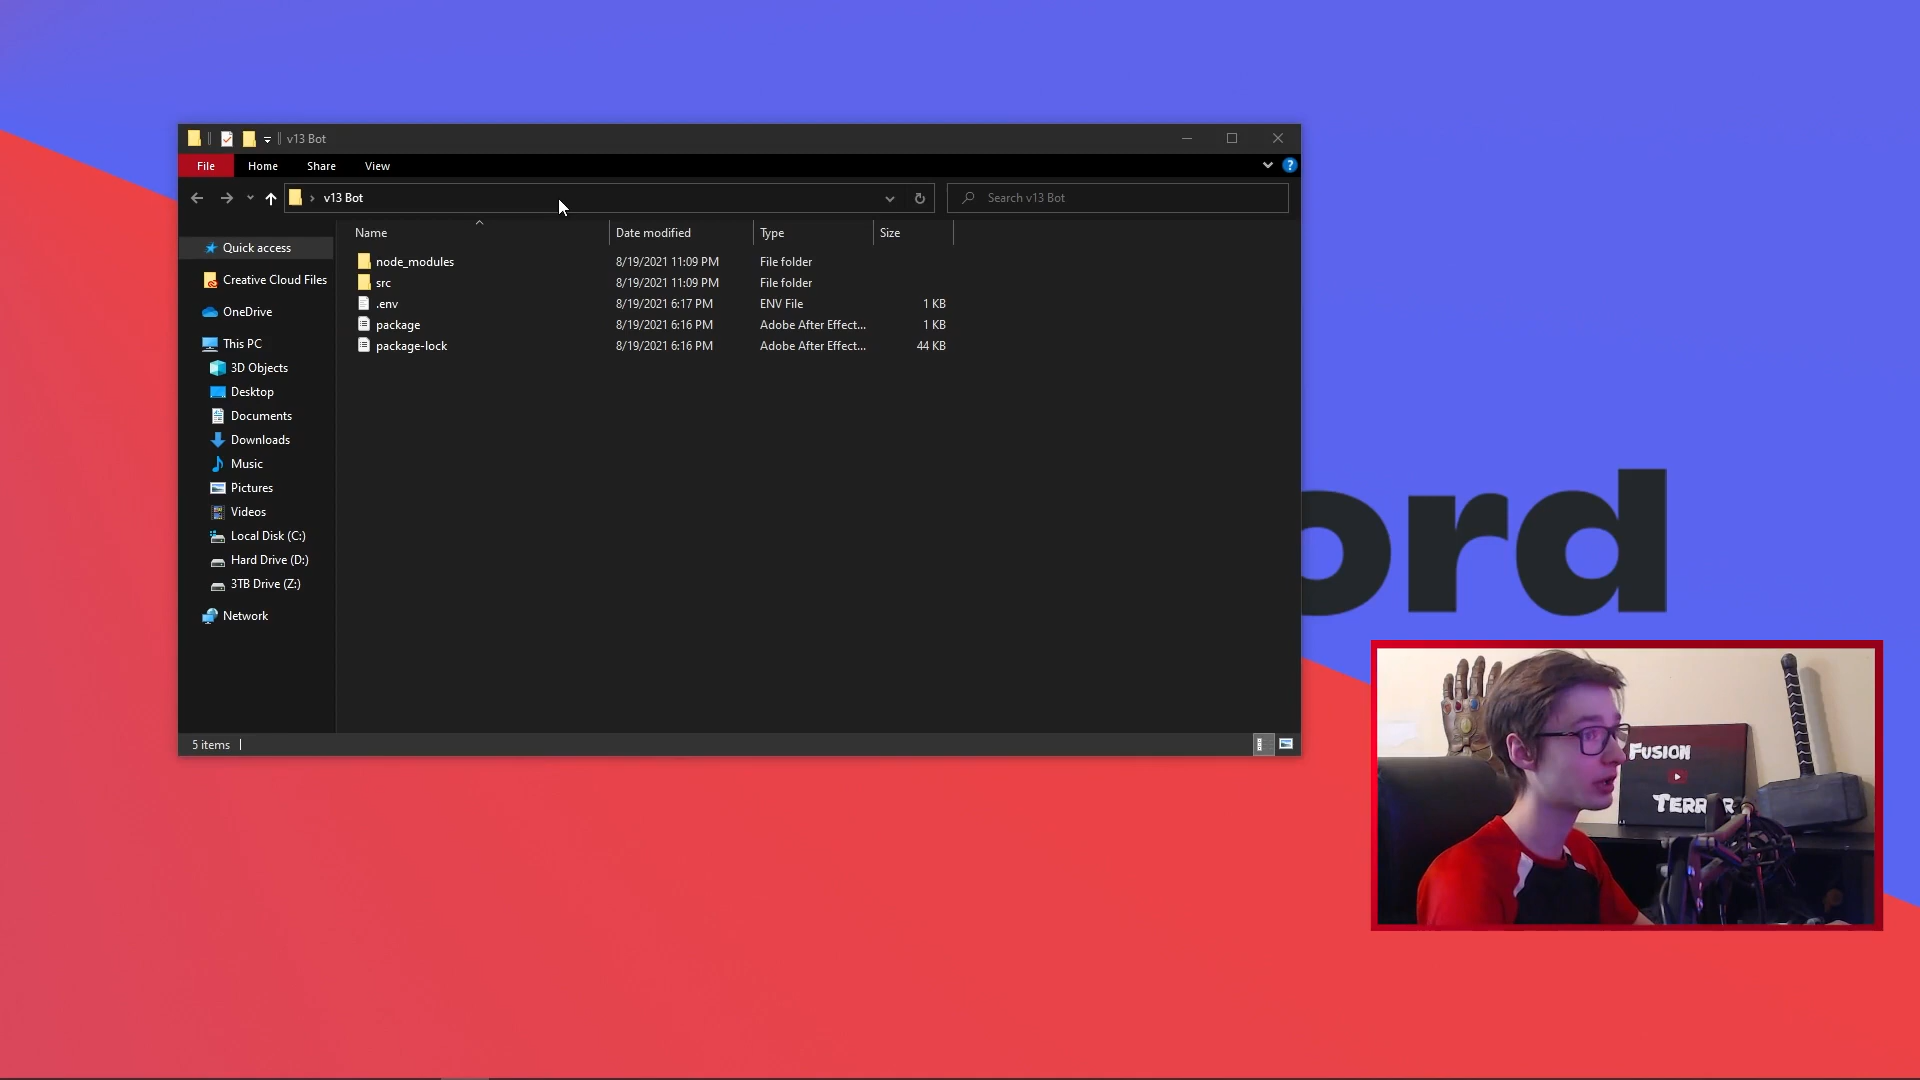 v13 Bot
File Home Share View
v13 Bot
Search v13 Bot
Name Date modified Type Size
Quick access
Creative Cloud Files
OneDrive
This PC
3D Objects
Desktop
Documents
Downloads
Music
Pictures
Videos
Local Disk (C:)
Hard Drive (D:)
3TB Drive (Z:)
Network
node_modules 8/19/2021 11:09 PM File folder
src 8/19/2021 11:09 PM File folder
.env 8/19/2021 6:17 PM ENV File 1 KB
package 8/19/2021 6:16 PM Adobe After Effect... 1 KB
package-lock 8/19/2021 6:16 PM Adobe After Effect... 44 KB
5 items
ord
Fusion